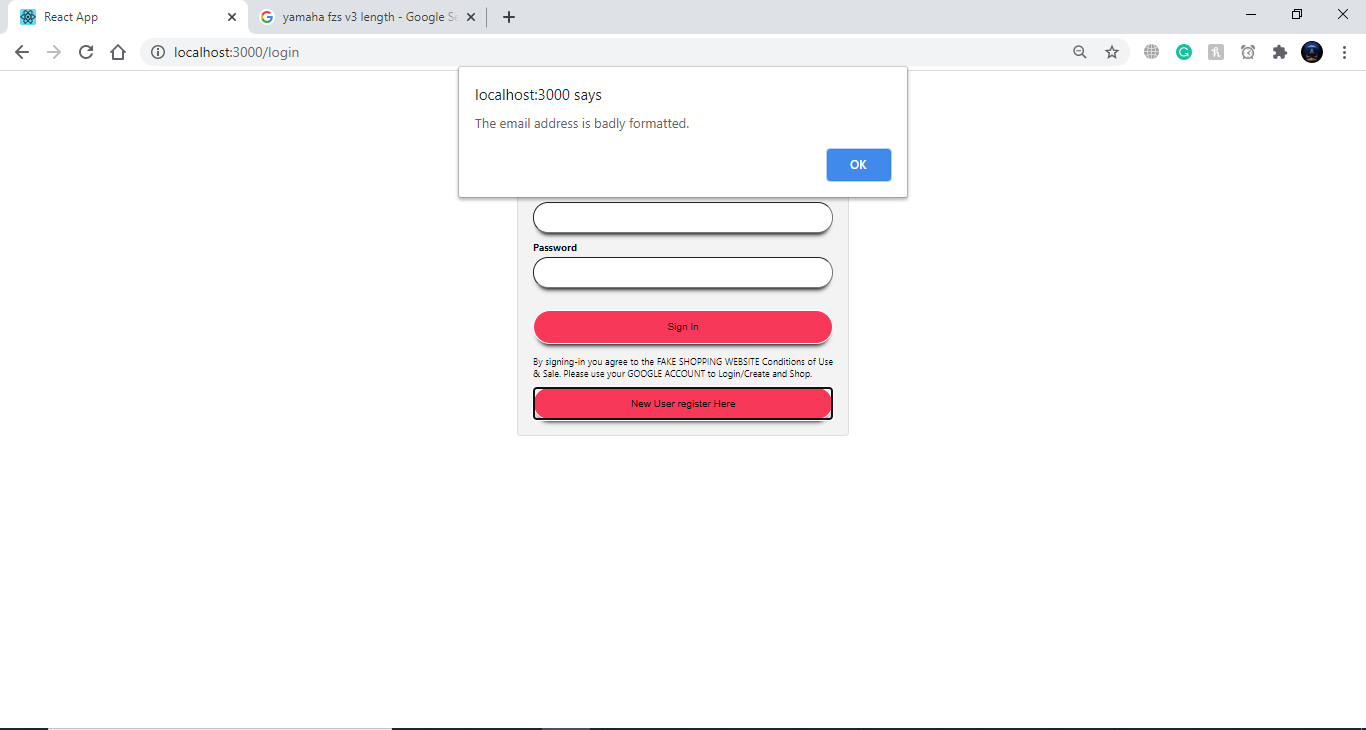 React App
yamaha fzs v3 length - Google Se
localhost:3000/login
localhost:3000 says
The email address is badly formatted.
OK
Password
Sign In
By signing-in you agree to the FAKE SHOPPING WEBSITE Conditions of Use
& Sale. Please use your GOOGLE ACCOUNT to Login/Create and Shop.
New User register Here